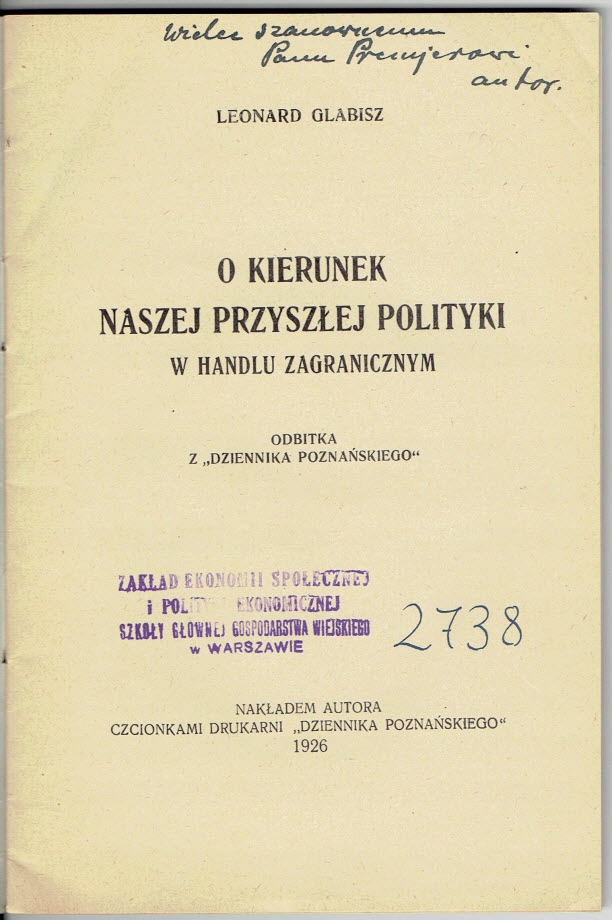 Wielce szanownemu
Panu Premjerowi
autor.
LEONARD GLABISZ
O KIERUNEK
NASZEJ PRZYSZŁEJ POLITYKI
W HANDLU ZAGRANICZNYM
ODBITKA
Z „DZIENNIKA POZNAŃSKIEGO“
ZAKŁAD EKONOMII SPOŁECZNEJ
i POLITYKI EKONOMICZNEJ
SZKOŁY GŁÓWNEJ GOSPODARSTWA WIEJSKIEGO
w WARSZAWIE
2738
NAKŁADEM AUTORA
CZCIONKAMI DRUKARNI „DZIENNIKA POZNAŃSKIEGO“
1926